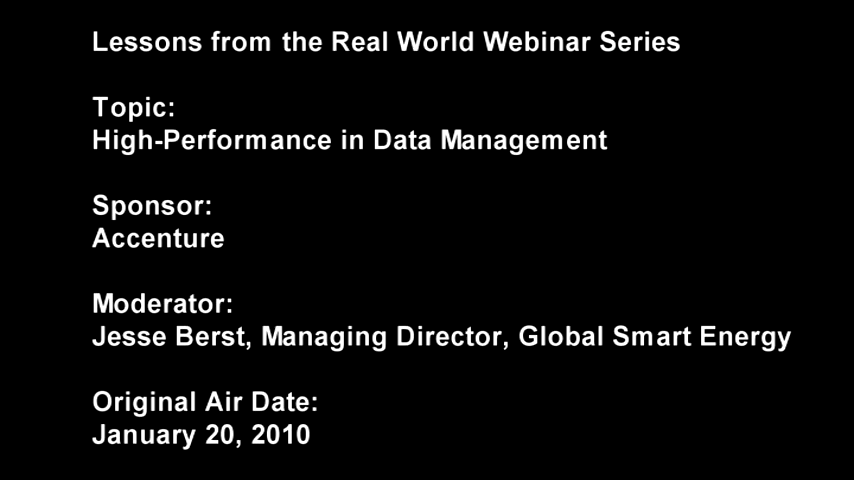 Lessons from the Real World Webinar Series
Topic:
High-Performance in Data Management
Sponsor:
Accenture
Moderator:
Jesse Berst, Managing Director, Global Smart Energy
Original Air Date:
January 20, 2010